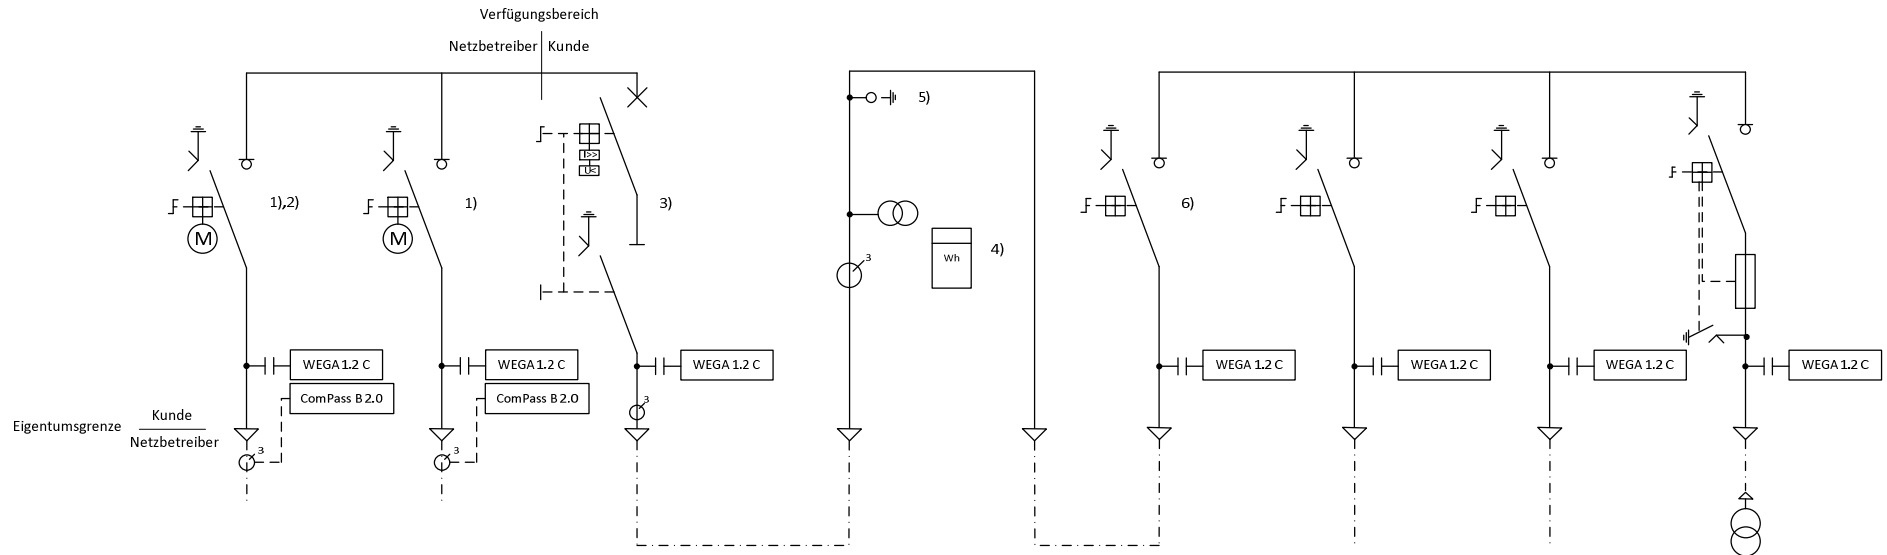 Verfügungsbereich
Netzbetreiber Kunde
5)
I>>
U<
1),2)
1)
3)
6)
M
M
4)
Wh
3
WEGA 1.2 C
WEGA 1.2 C
WEGA 1.2 C
WEGA 1.2 C
WEGA 1.2 C
WEGA 1.2 C
WEGA 1.2 C
ComPass B 2.0
ComPass B 2.0
3
Kunde
Eigentumsgrenze
Netzbetreiber
3
3